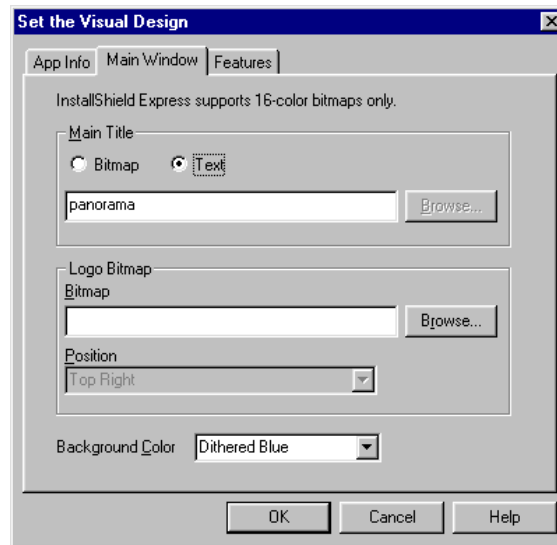 Set the Visual Design
App Info Main Window Features
InstallShield Express supports 16-color bitmaps only.
Main Title
Bitmap Text
panorama Browse...
Logo Bitmap
Bitmap
Browse...
Position
Top Right
Background Color Dithered Blue
OK Cancel Help